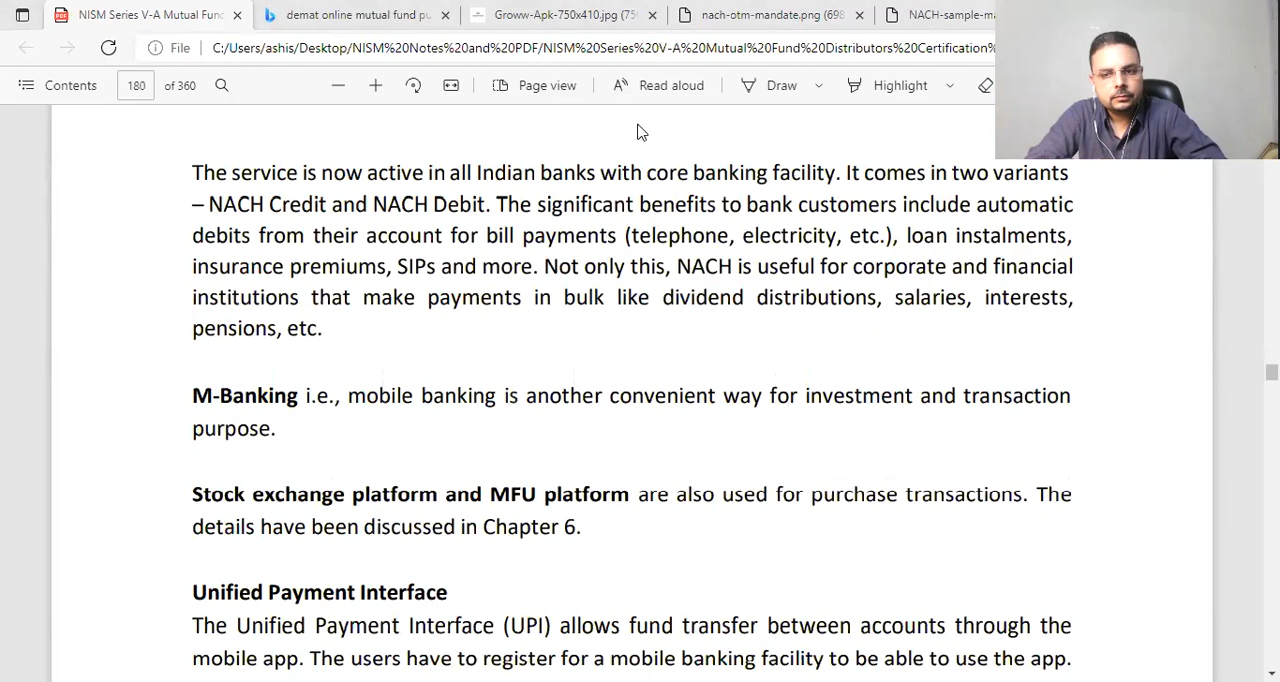 NISM Series V-A Mutual Fun
demat online mutual fund pu
Groww-Apk-750x410.jpg (75
nach-otm-mandate.png (698
NACH-sample-ma
File
C:/Users/ashis/Desktop/NISM%20Notes%20and%20PDF/NISM%20Series%20V-A%20Mutual%20Fund%20Distributors%20Certification%
Contents
180 of 360
Page view
Read aloud
Draw
Highlight
The service is now active in all Indian banks with core banking facility. It comes in two variants
– NACH Credit and NACH Debit. The significant benefits to bank customers include automatic
debits from their account for bill payments (telephone, electricity, etc.), loan instalments,
insurance premiums, SIPs and more. Not only this, NACH is useful for corporate and financial
institutions that make payments in bulk like dividend distributions, salaries, interests,
pensions, etc.
M-Banking i.e., mobile banking is another convenient way for investment and transaction
purpose.
Stock exchange platform and MFU platform are also used for purchase transactions. The
details have been discussed in Chapter 6.
Unified Payment Interface
The Unified Payment Interface (UPI) allows fund transfer between accounts through the
mobile app. The users have to register for a mobile banking facility to be able to use the app.